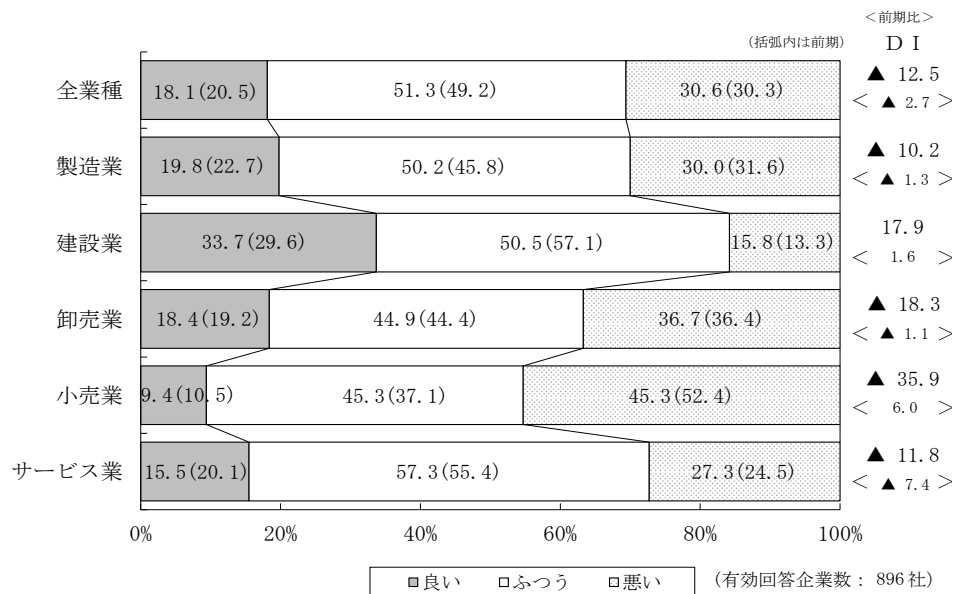 ＜前期比＞
(括弧内は前期) ＤＩ
全業種 18.1(20.5) 51.3(49.2) 30.6(30.3) ▲ 12.5
＜ ▲ 2.7 ＞
製造業 19.8(22.7) 50.2(45.8) 30.0(31.6) ▲ 10.2
＜ ▲ 1.3 ＞
建設業 33.7(29.6) 50.5(57.1) 15.8(13.3) 17.9
＜ 1.6 ＞
卸売業 18.4(19.2) 44.9(44.4) 36.7(36.4) ▲ 18.3
＜ ▲ 1.1 ＞
小売業 9.4(10.5) 45.3(37.1) 45.3(52.4) ▲ 35.9
＜ 6.0 ＞
サービス業 15.5(20.1) 57.3(55.4) 27.3(24.5) ▲ 11.8
＜ ▲ 7.4 ＞
0% 20% 40% 60% 80% 100%
良い ふつう 悪い (有効回答企業数： 896 社)